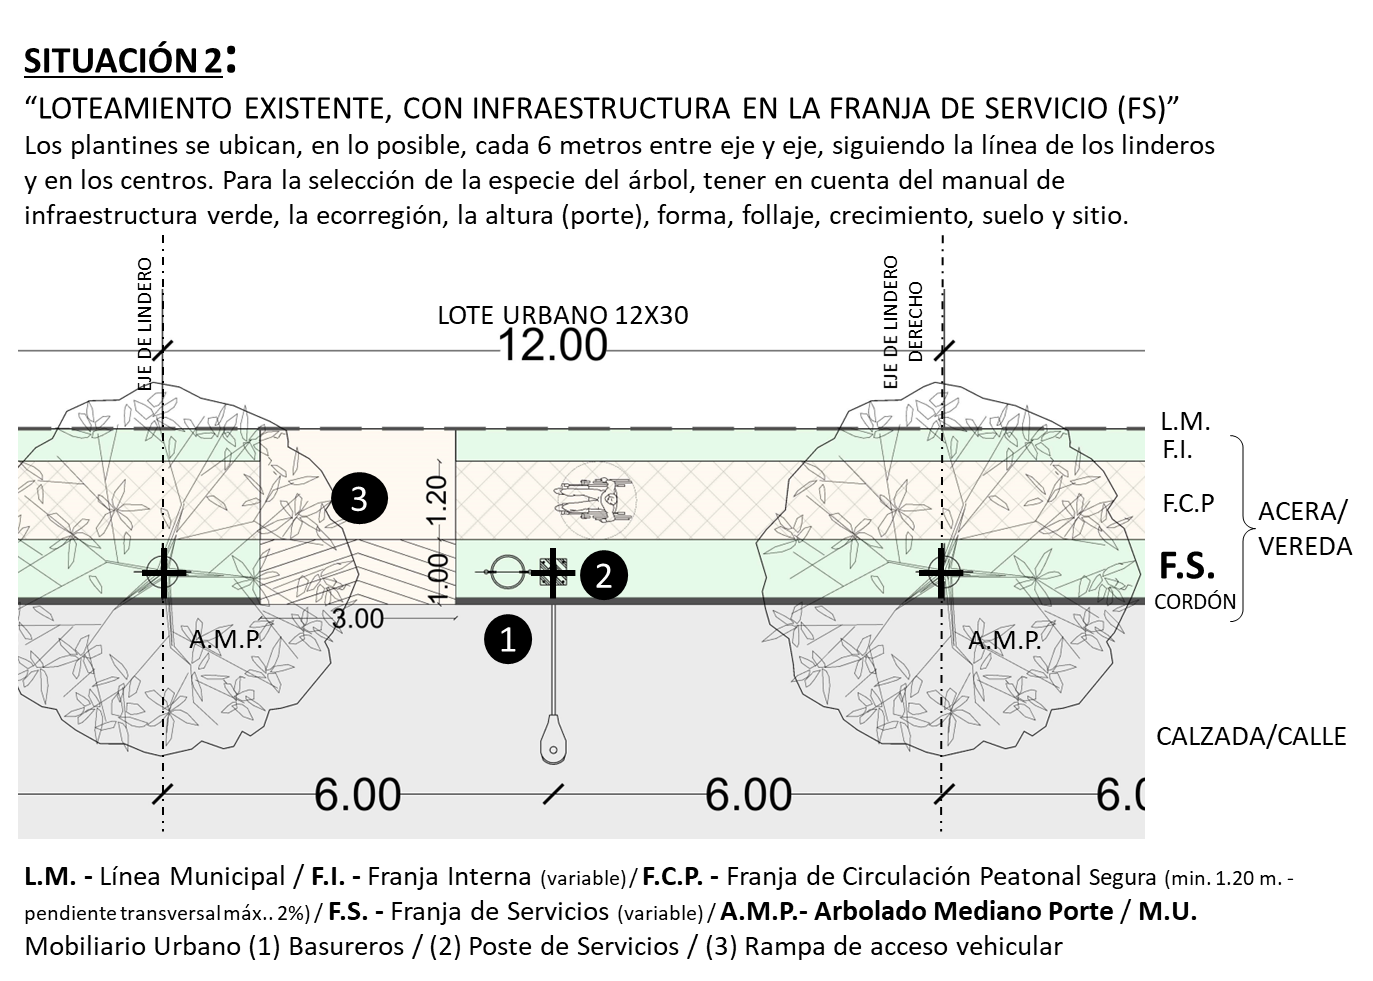 SITUACIÓN 2:
“LOTEAMIENTO EXISTENTE, CON INFRAESTRUCTURA EN LA FRANJA DE SERVICIO (FS)”
Los plantines se ubican, en lo posible, cada 6 metros entre eje y eje, siguiendo la línea de los linderos
y en los centros. Para la selección de la especie del árbol, tener en cuenta del manual de
infraestructura verde, la ecorregión, la altura (porte), forma, follaje, crecimiento, suelo y sitio.
EJE DE LINDERO
EJE DE LINDERO
DERECHO
LOTE URBANO 12X30
12.00
L.M.
F.I.
F.C.P
ACERA/
VEREDA
F.S.
CORDÓN
3
1.20
1.00
2
3.00
1
A.M.P.
A.M.P.
CALZADA/CALLE
6.00
6.00
6.0
L.M. - Línea Municipal / F.I. - Franja Interna (variable) / F.C.P. - Franja de Circulación Peatonal Segura (min. 1.20 m. -
pendiente transversal máx.. 2%) / F.S. - Franja de Servicios (variable) / A.M.P.- Arbolado Mediano Porte / M.U.
Mobiliario Urbano (1) Basureros / (2) Poste de Servicios / (3) Rampa de acceso vehicular